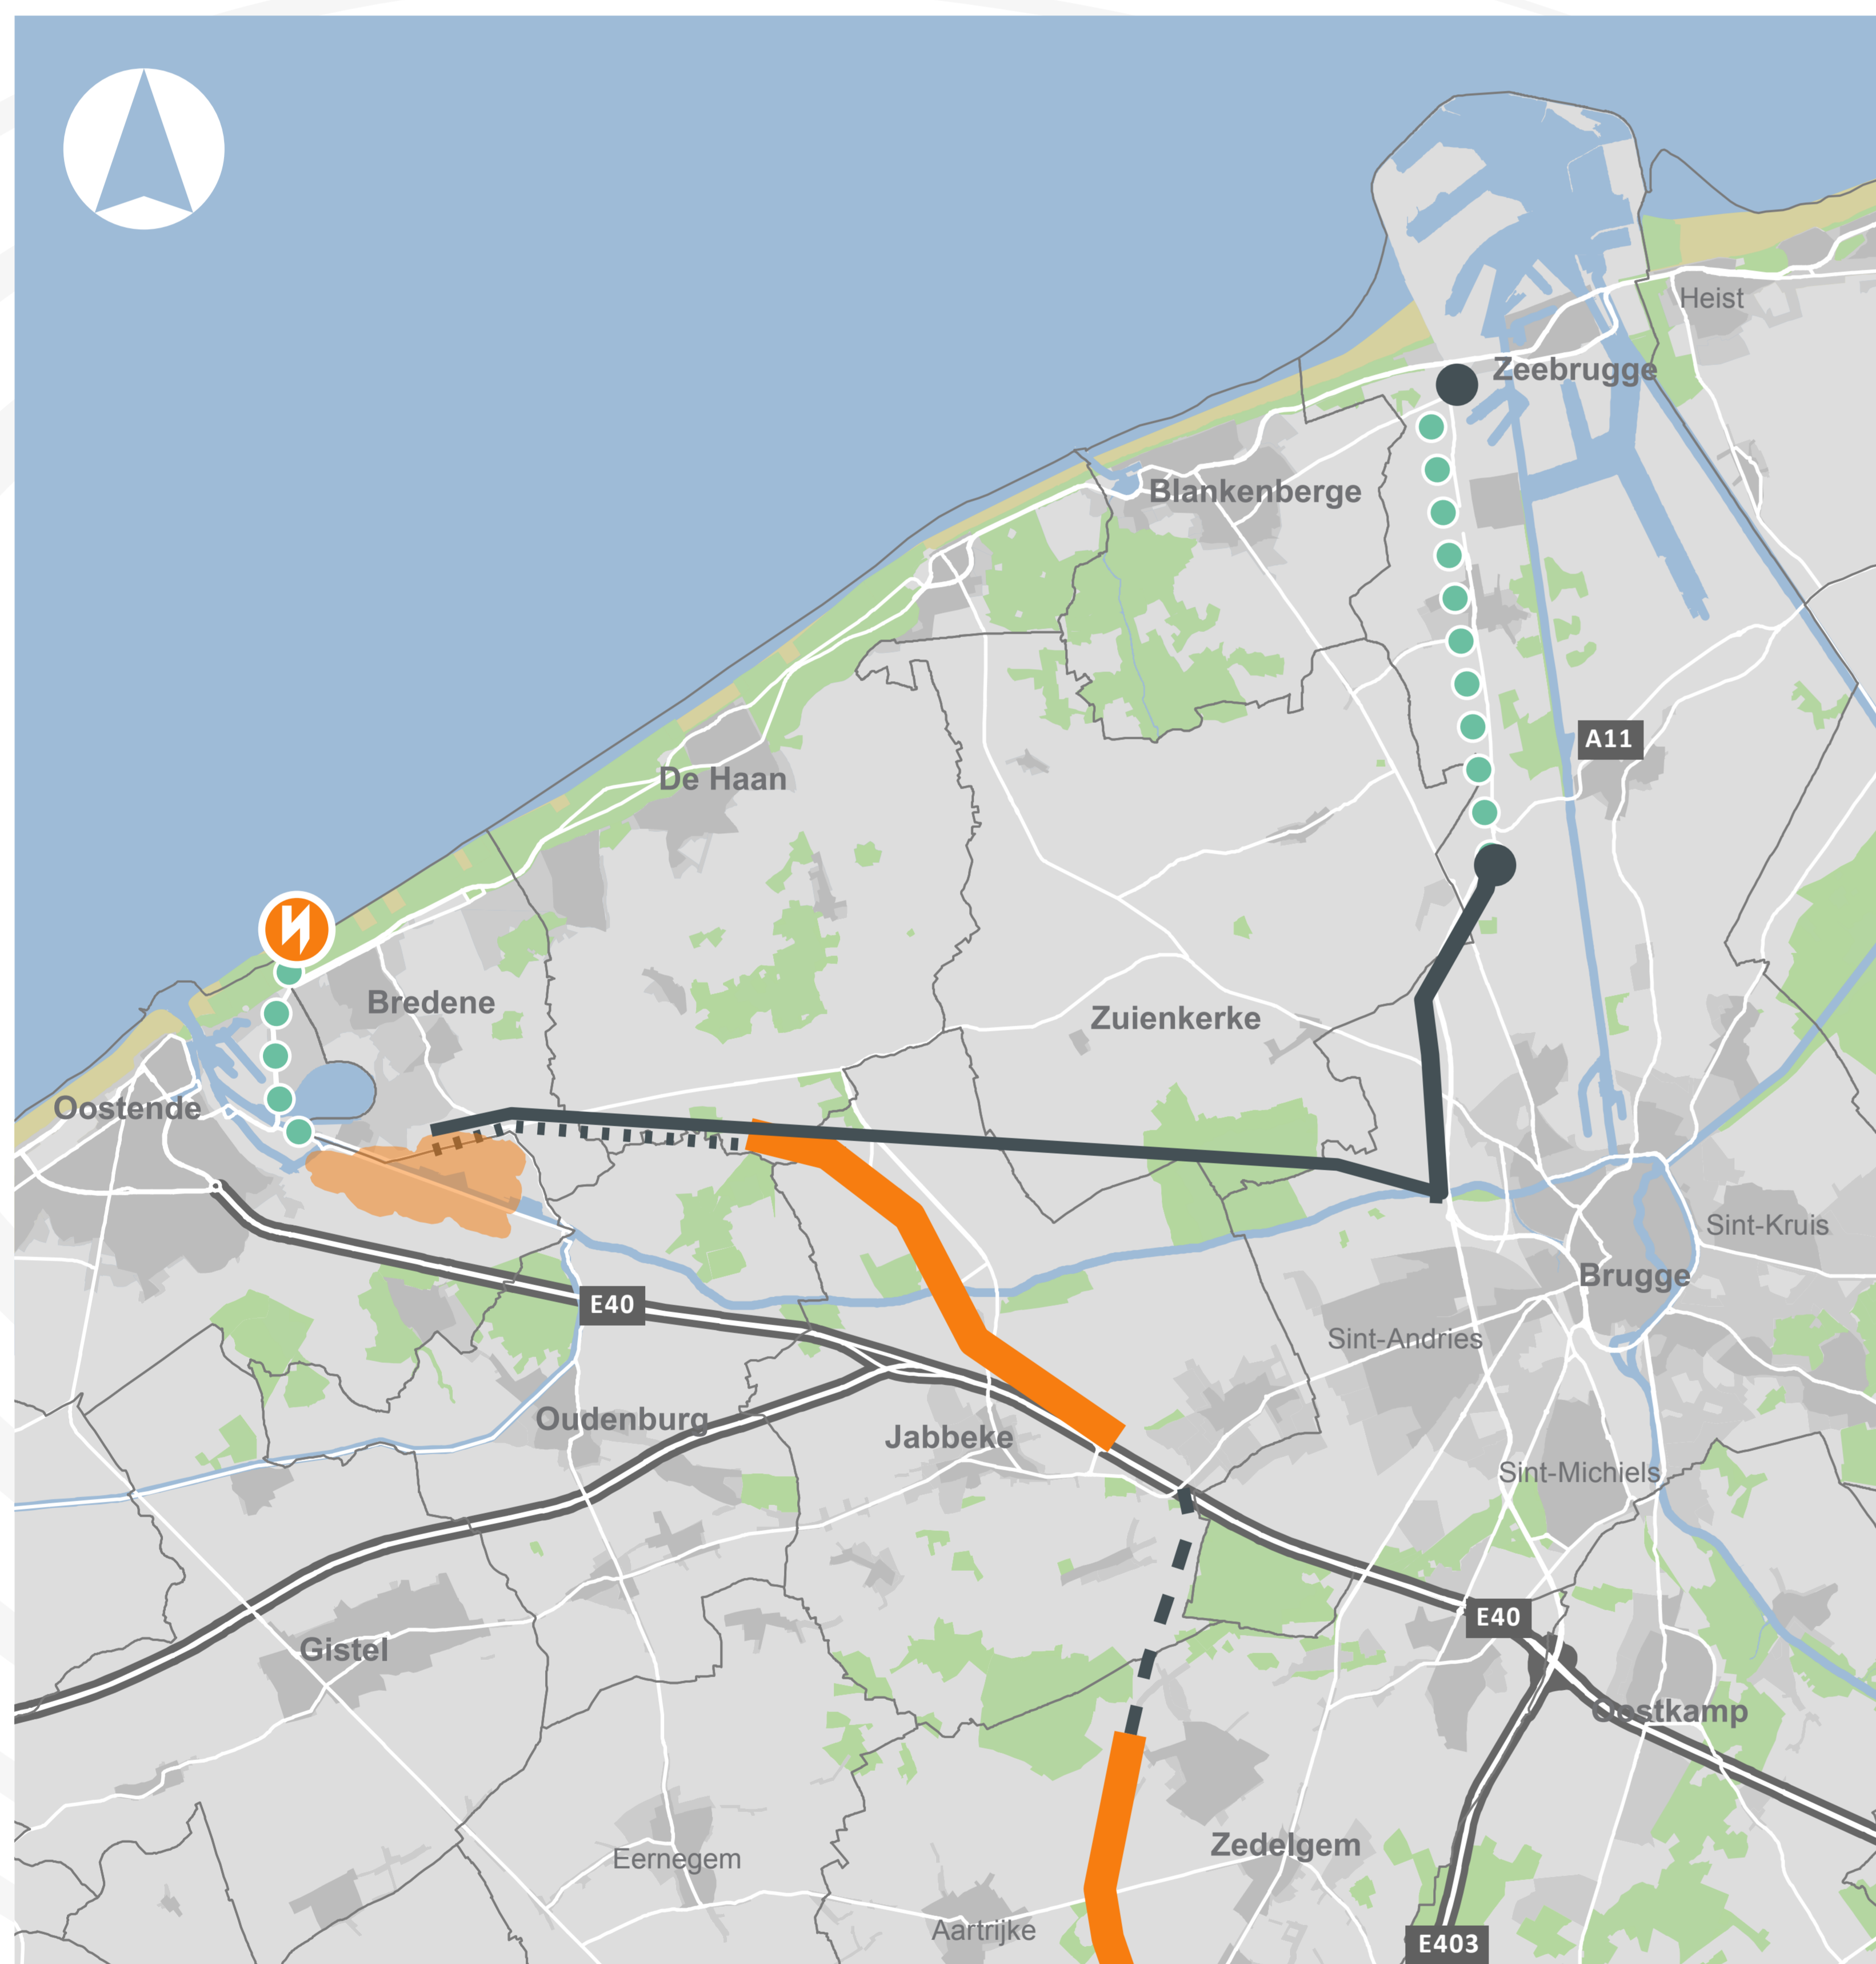 Heist
Zeebrugge
Blankenberge
A11
De Haan
Bredene
Zuienkerke
Oostende
Sint-Kruis
Brugge
E40
Sint-Andries
Oudenburg
Jabbeke
Sint-Michiels
E40
Gistel
Oostkamp
Zedelgem
Eernegem
Aartrijke
E403